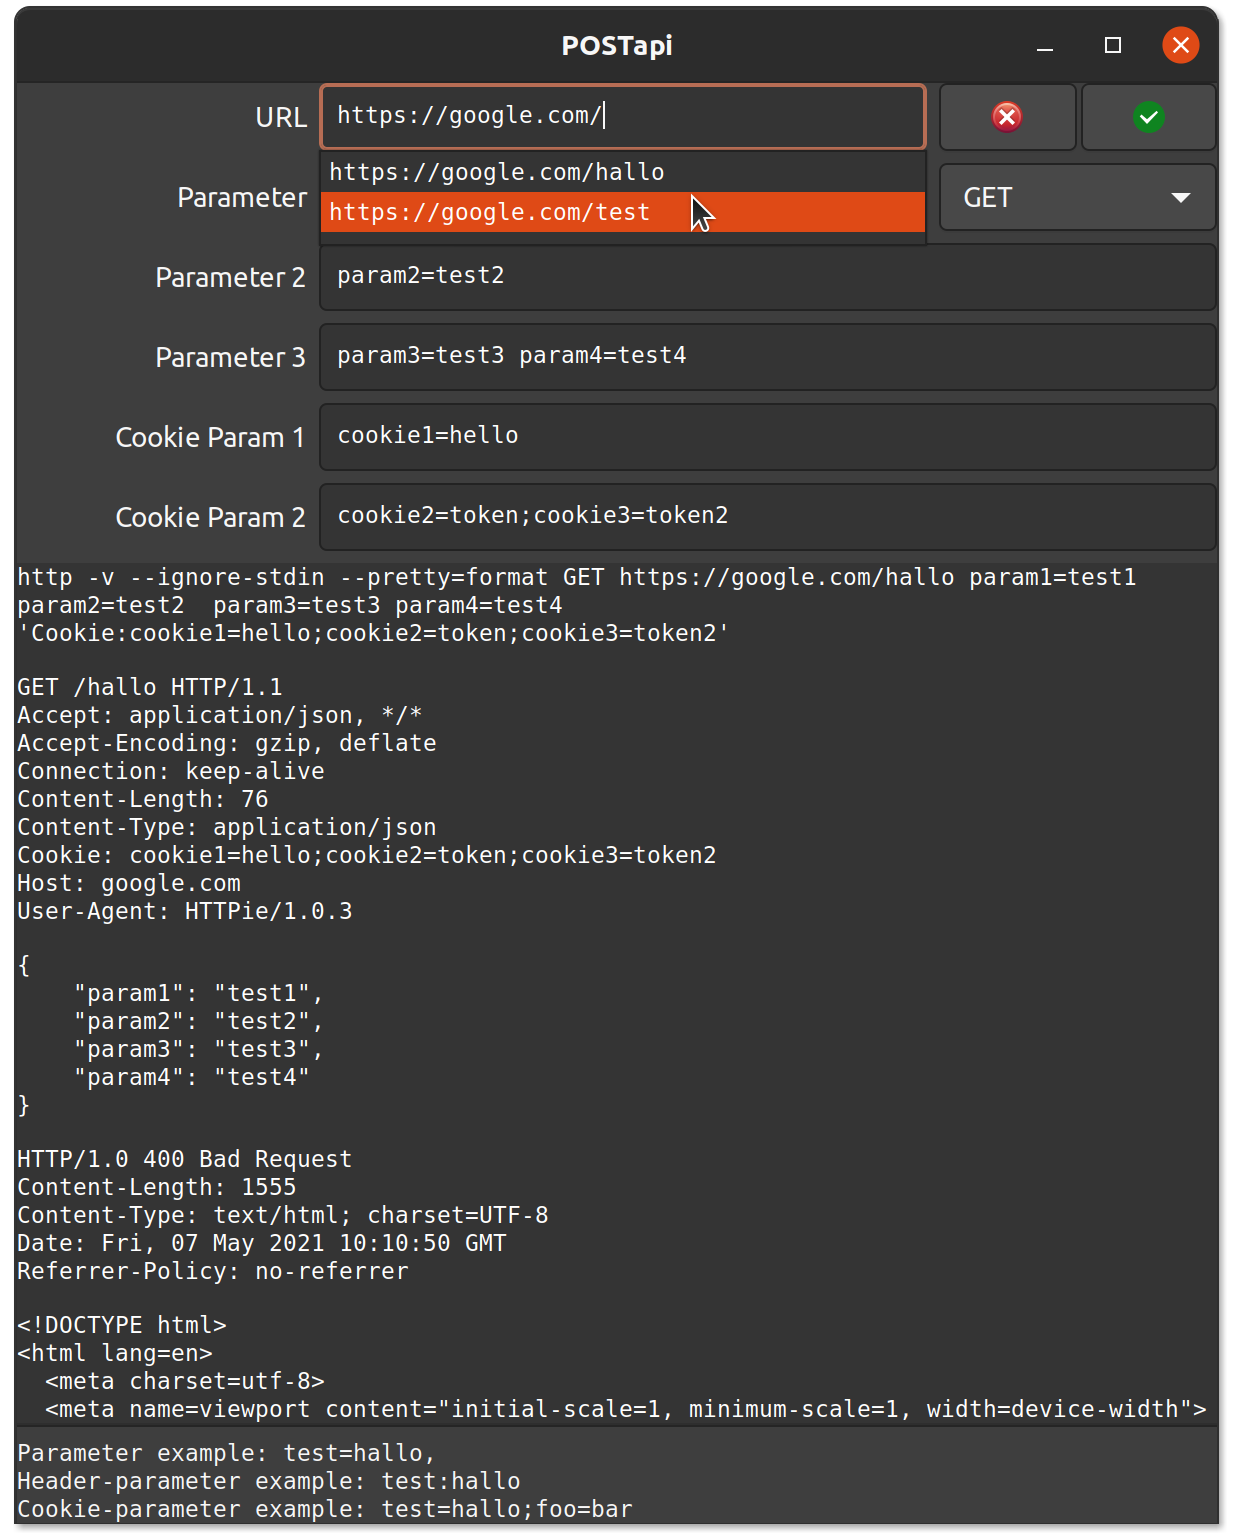 POSTapi
URL
https://google.com/
https://google.com/hallo
Parameter
https://google.com/test
GET
Parameter 2
param2=test2
Parameter 3
param3=test3 param4=test4
Cookie Param 1
cookie1=hello
Cookie Param 2
cookie2=token;cookie3=token2
http -v --ignore-stdin --pretty=format GET https://google.com/hallo param1=test1
param2=test2  param3=test3 param4=test4
'Cookie:cookie1=hello;cookie2=token;cookie3=token2'
GET /hallo HTTP/1.1
Accept: application/json, */*
Accept-Encoding: gzip, deflate
Connection: keep-alive
Content-Length: 76
Content-Type: application/json
Cookie: cookie1=hello;cookie2=token;cookie3=token2
Host: google.com
User-Agent: HTTPie/1.0.3
{
    "param1": "test1",
    "param2": "test2",
    "param3": "test3",
    "param4": "test4"
}
HTTP/1.0 400 Bad Request
Content-Length: 1555
Content-Type: text/html; charset=UTF-8
Date: Fri, 07 May 2021 10:10:50 GMT
Referrer-Policy: no-referrer
<!DOCTYPE html>
<html lang=en>
  <meta charset=utf-8>
  <meta name=viewport content="initial-scale=1, minimum-scale=1, width=device-width">
Parameter example: test=hallo,
Header-parameter example: test:hallo
Cookie-parameter example: test=hallo;foo=bar